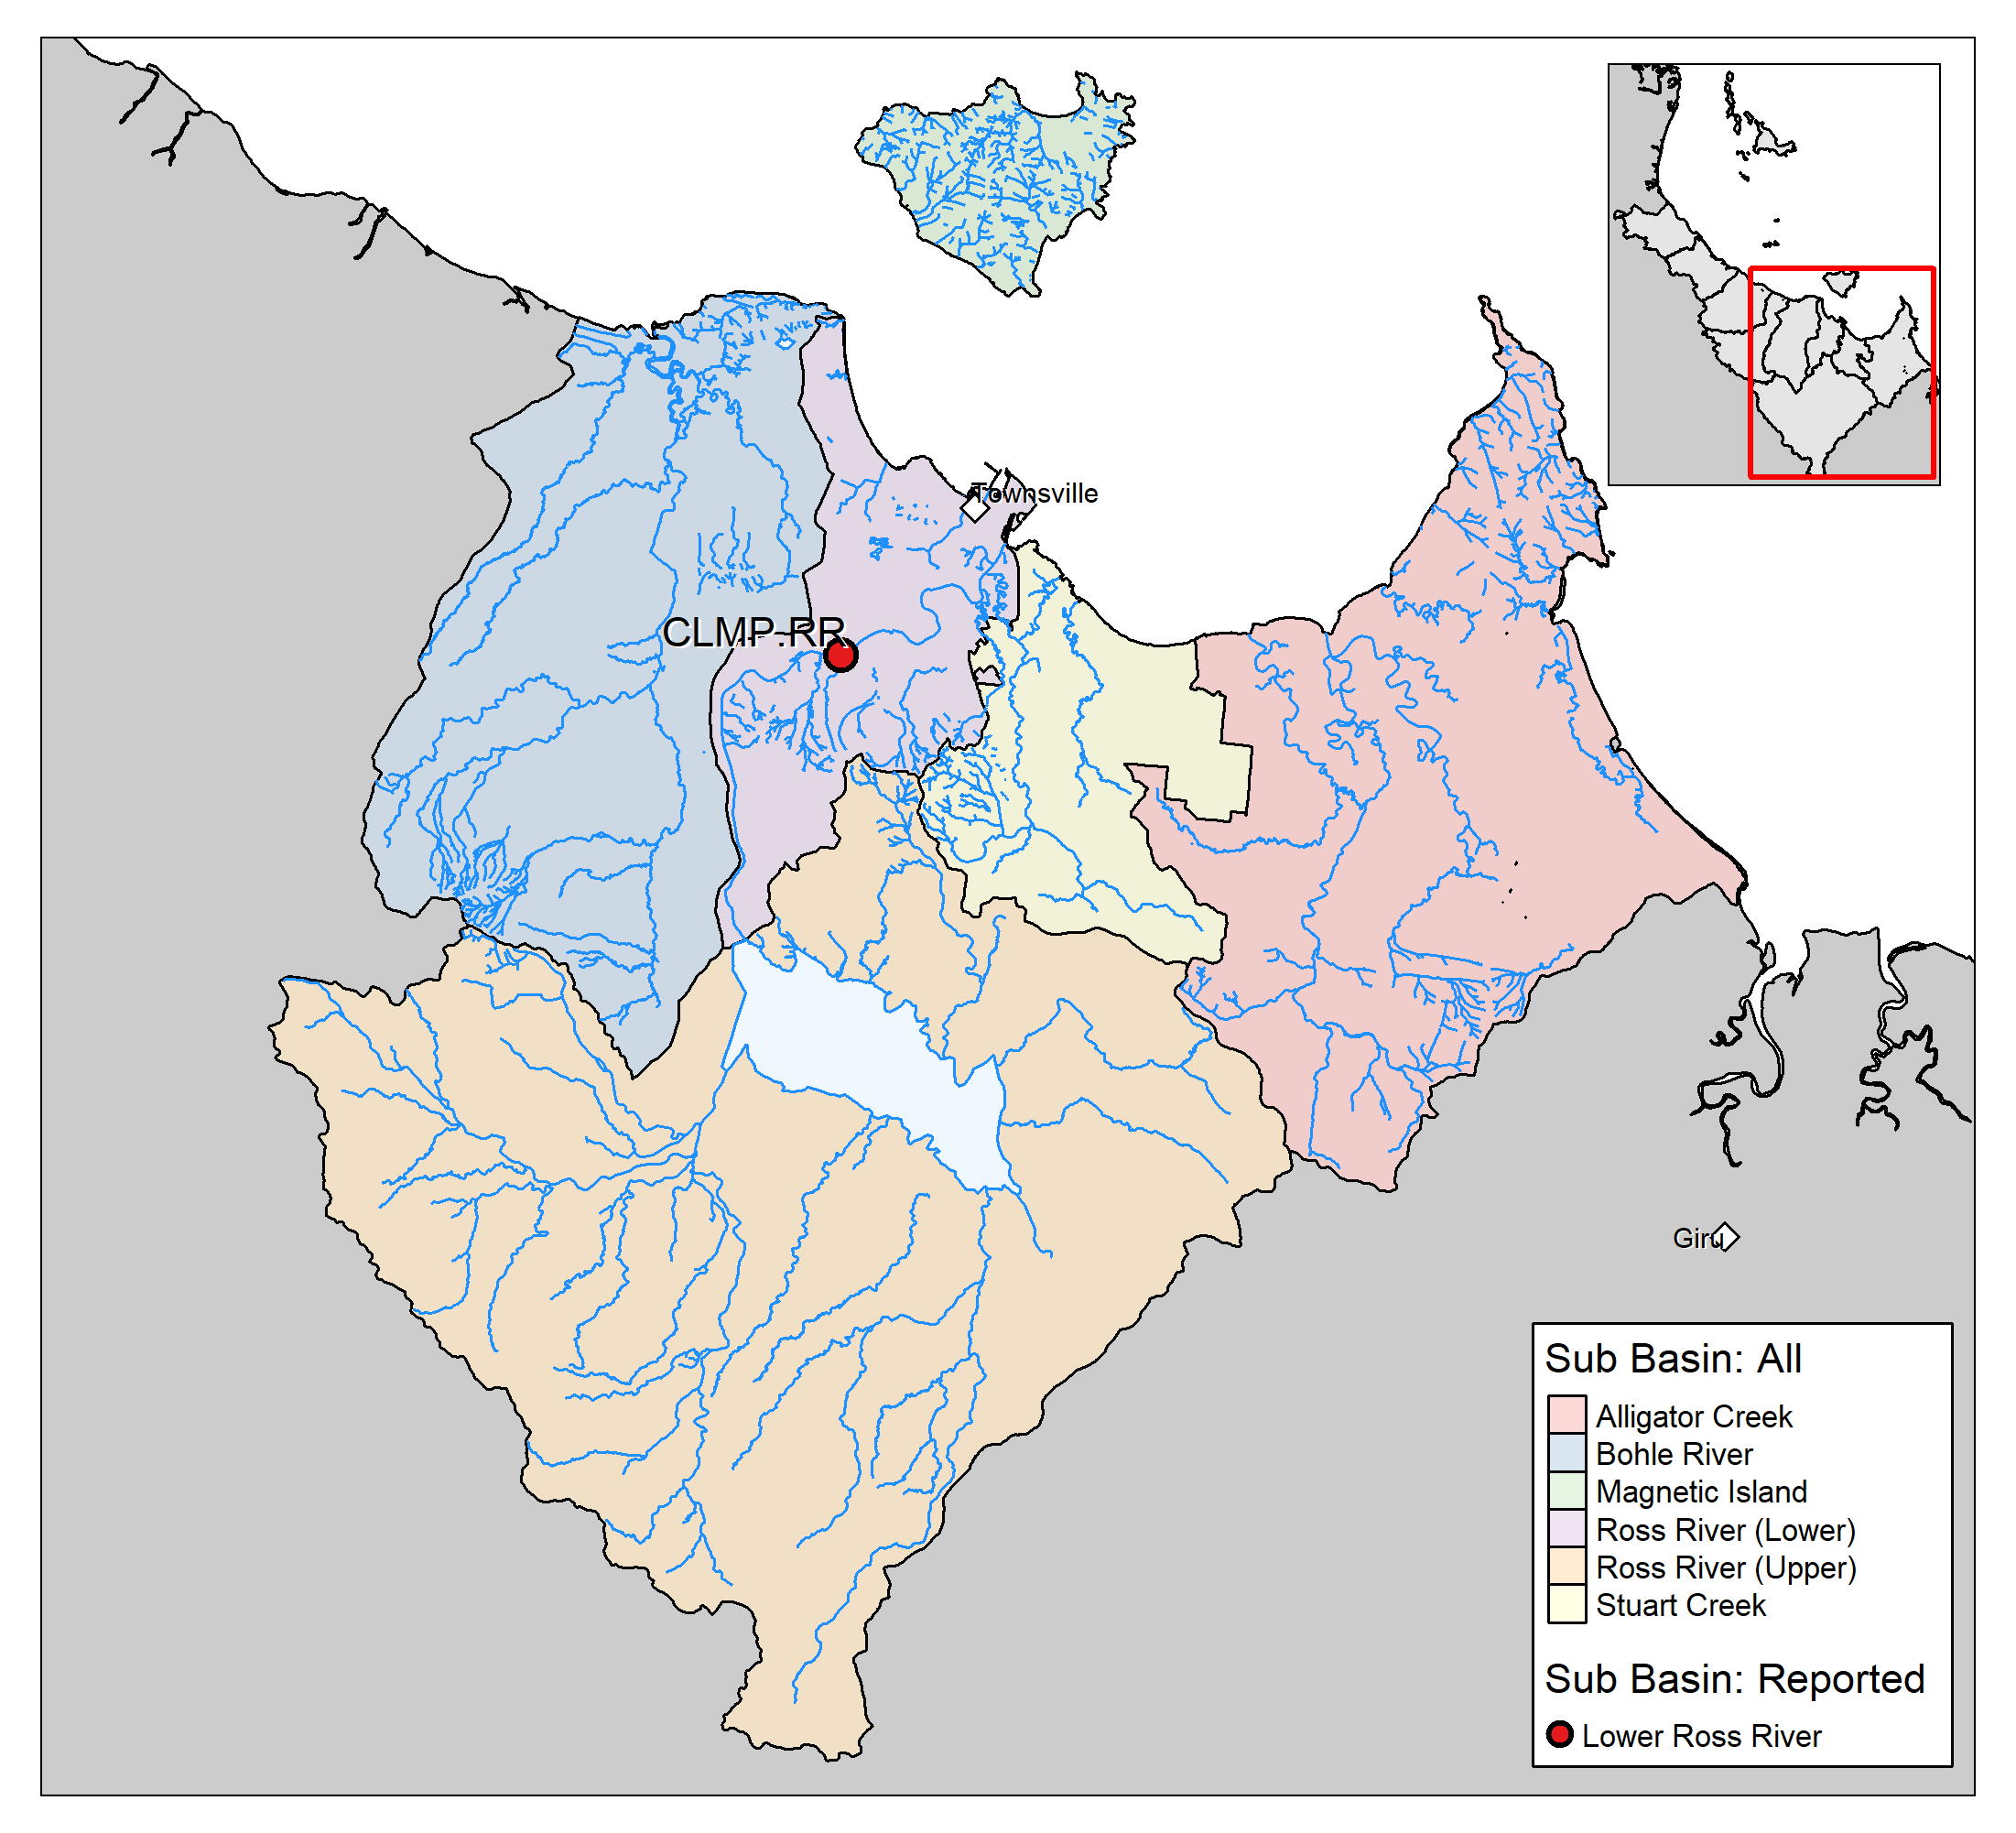 Townsville
CLMP.RR
Giru
Sub Basin: All
Alligator Creek
Bohle River
Magnetic Island
Ross River (Lower)
Ross River (Upper)
Stuart Creek
Sub Basin: Reported
Lower Ross River